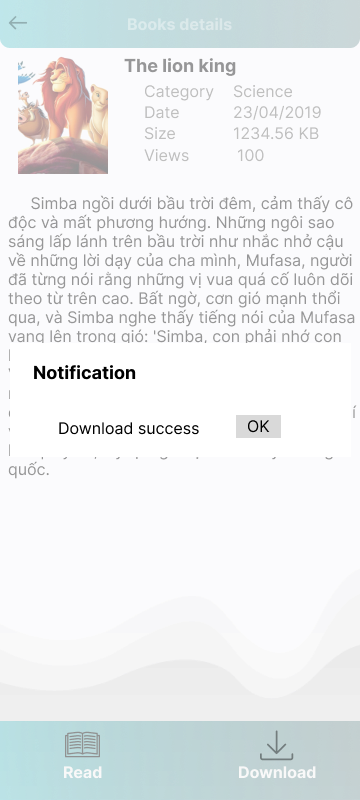 Books details
The lion king
Category Science
Date 23/04/2019
Size 1234.56 KB
Views 100
Simba ngồi dưới bầu trời đêm, cảm thấy cô
độc và mất phương hướng. Những ngôi sao
sáng lấp lánh trên bầu trời như nhắc nhở cậu
về những lời dạy của cha mình, Mufasa, người
đã từng nói rằng những vị vua quá cố luôn dõi
theo từ trên cao. Bất ngờ, cơn gió mạnh thổi
qua, và Simba nghe thấy tiếng nói của Mufasa
vang lên trong gió: 'Simba, con phải nhớ con
Notification
Download success OK
quốc.
Read Download